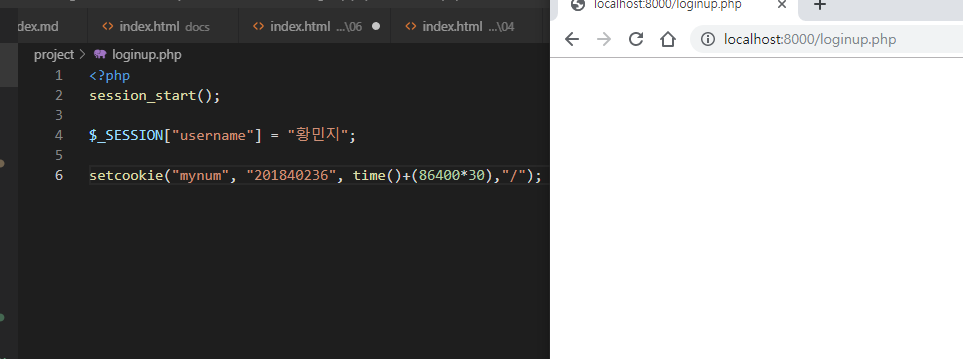 dex.md
index.html docs
index.html ...\06
index.html ...\04
project > loginup.php
1 <?php
2 session_start();
3
4 $_SESSION["username"] = "황민지";
5
6 setcookie("mynum", "201840236", time()+(86400*30),"/");
localhost:8000/loginup.php
localhost:8000/loginup.php